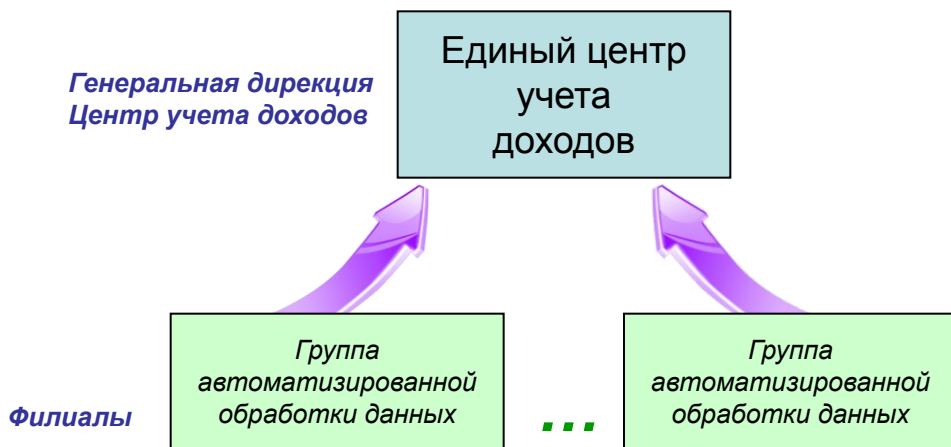 Единый центр
учета
доходов
Генеральная дирекция
Центр учета доходов
Группа
автоматизированной
обработки данных
Группа
автоматизированной
обработки данных
Филиалы
...